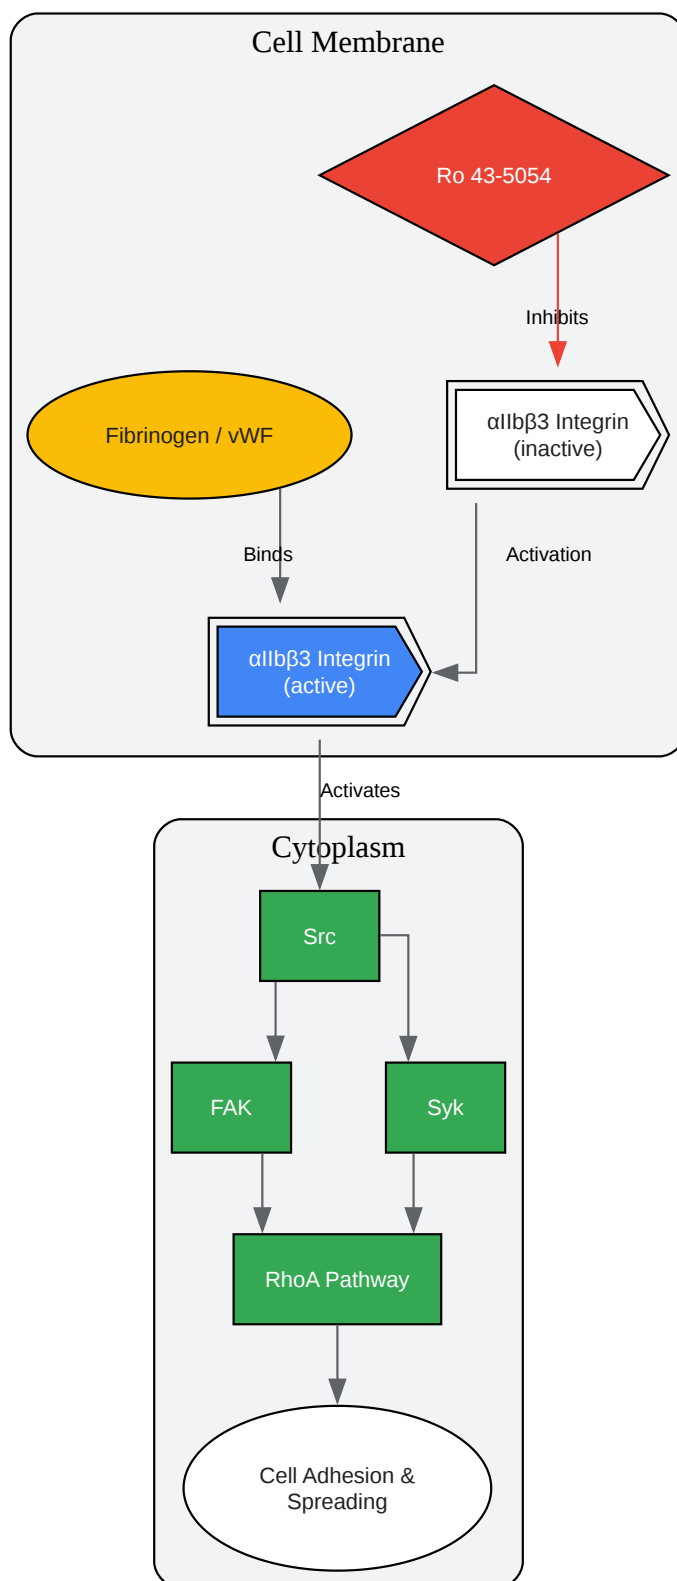 Cell Membrane
Ro 43-5054
Inhibits
Fibrinogen / vWF
αIIbβ3 Integrin
(inactive)
Binds
Activation
αIIbβ3 Integrin
(active)
Activates
Cytoplasm
Src
FAK
Syk
RhoA Pathway
Cell Adhesion &
Spreading